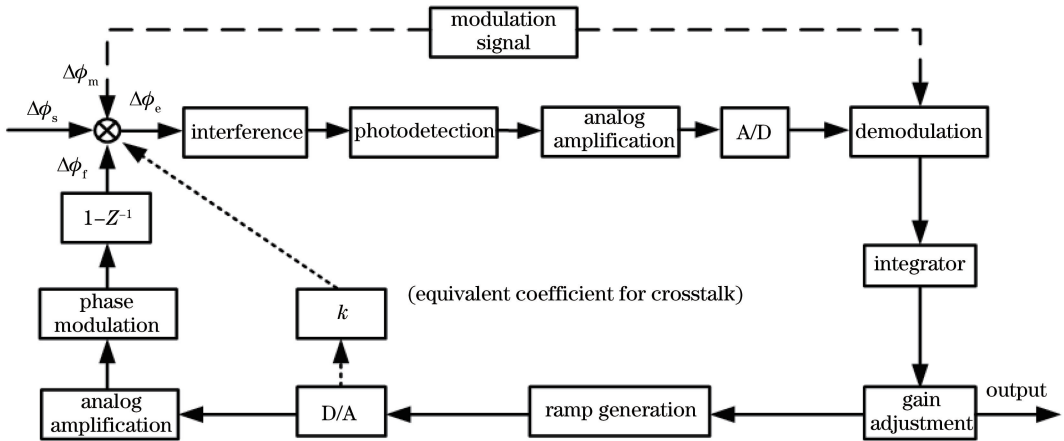 modulation
signal
Δϕm
Δϕs
Δϕe
interference
photodetection
analog
amplification
A/D
demodulation
Δϕf
1–Z⁻¹
integrator
phase
modulation
k
(equivalent coefficient for crosstalk)
analog
amplification
D/A
ramp generation
gain
adjustment
output